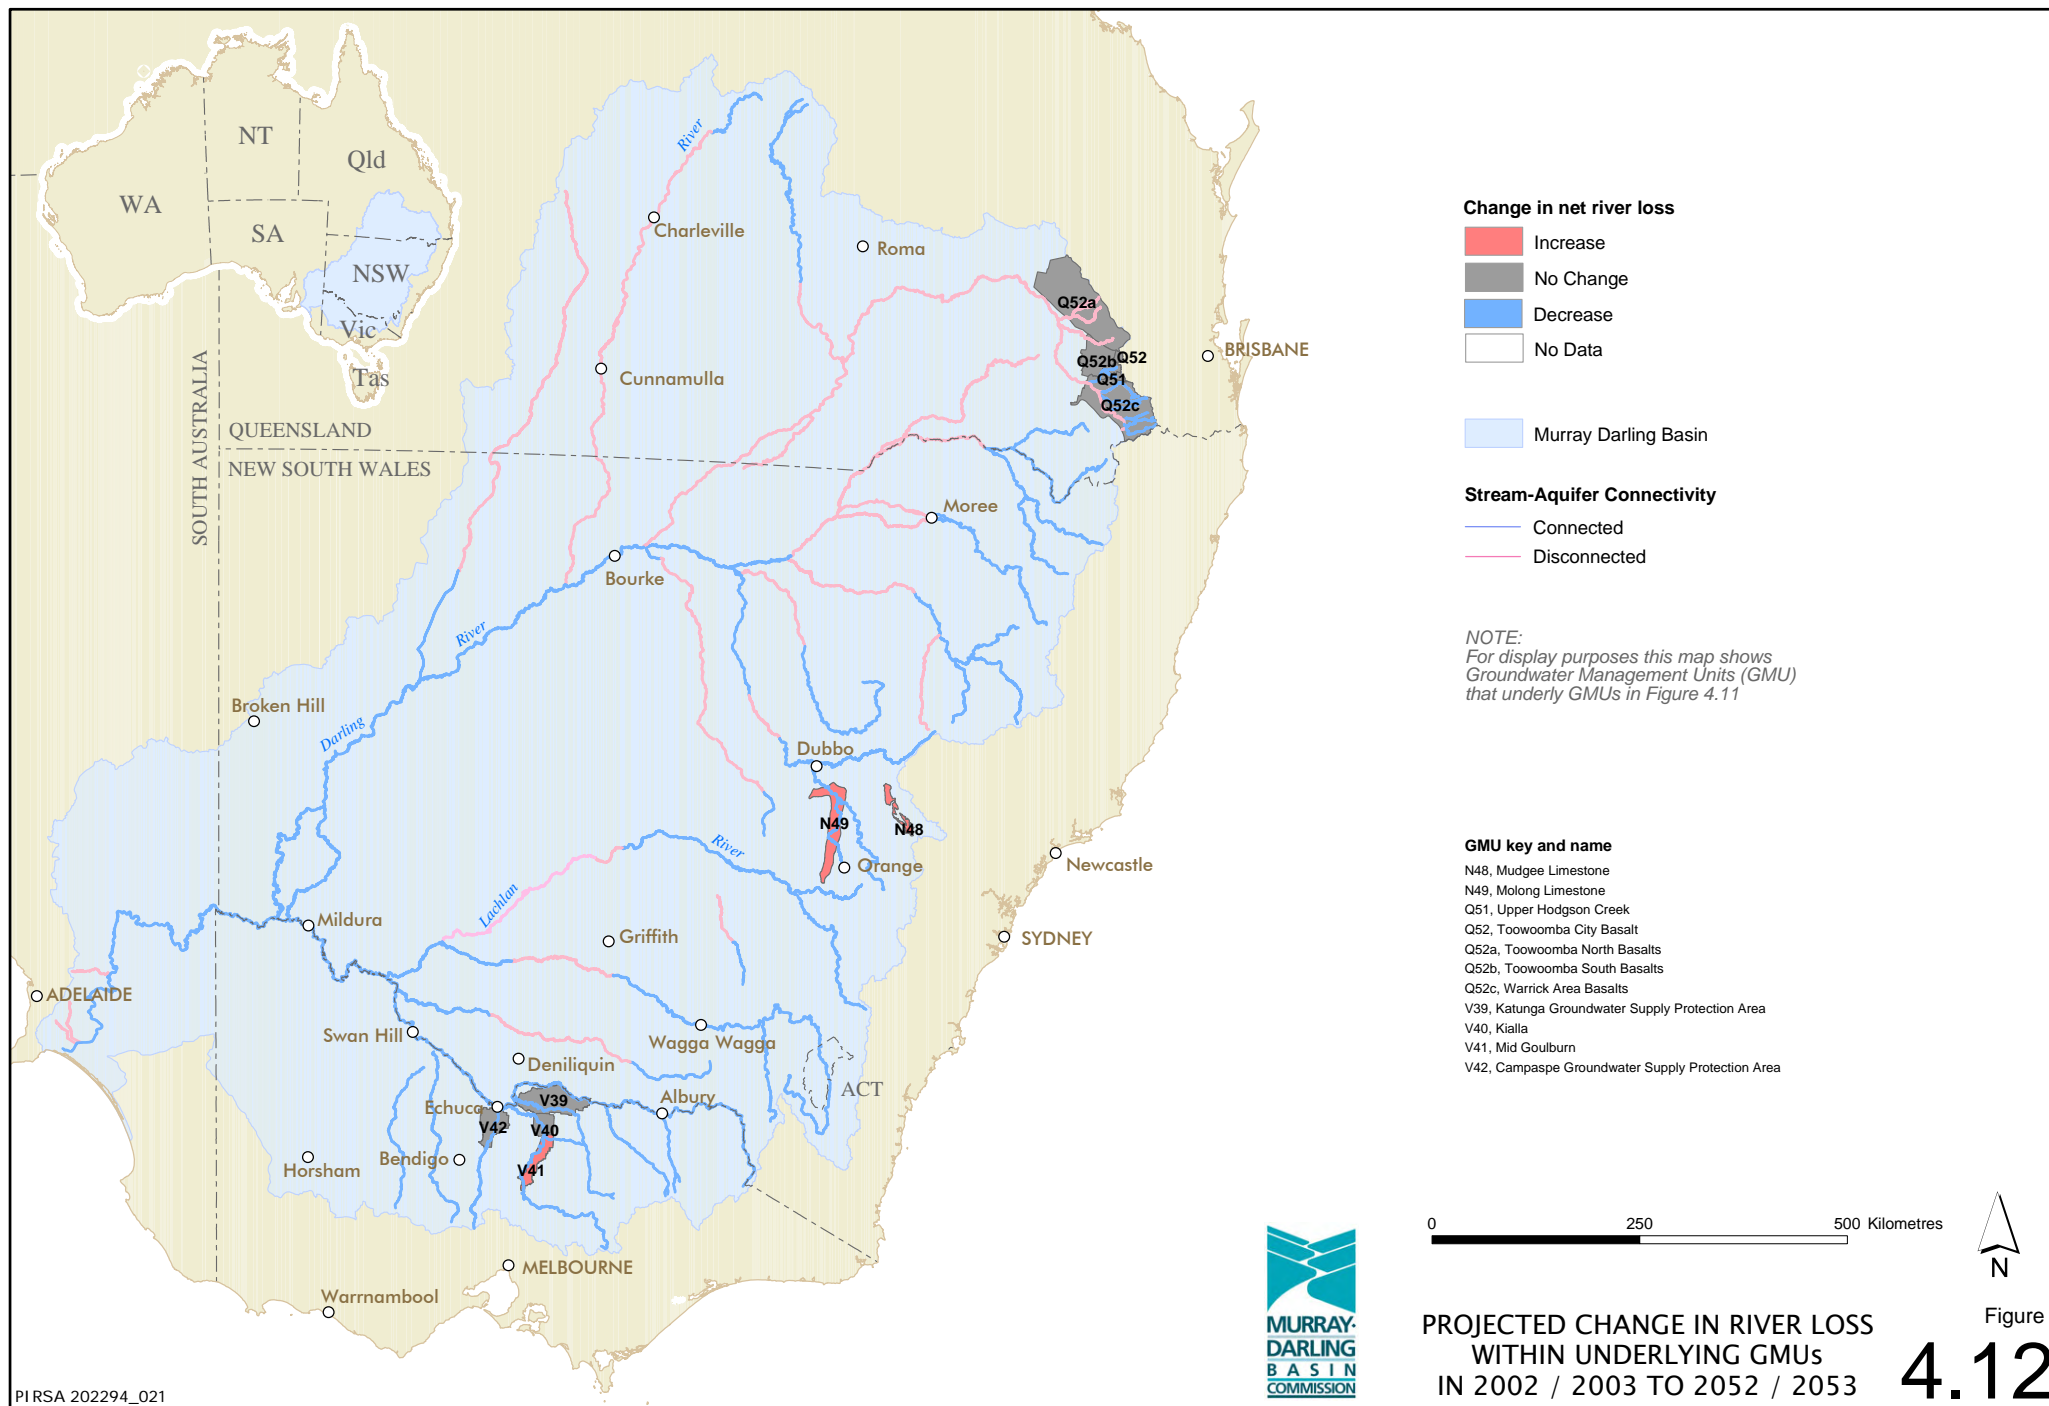 NT
Qld
WA
SA
NSW
Vic
Tas
River
Charleville
Roma
Q52a
Q52b
Q52
Q51
Q52c
BRISBANE
Cunnamulla
SOUTH AUSTRALIA
QUEENSLAND
NEW SOUTH WALES
Moree
Bourke
River
Broken Hill
Darling
Dubbo
N49
N48
River
Orange
Newcastle
Lachlan
Mildura
Griffith
SYDNEY
ADELAIDE
Swan Hill
Wagga Wagga
Deniliquin
ACT
Echuca
V39
Albury
V42
V40
Bendigo
V41
Horsham
MELBOURNE
Warrnambool
PIRSA 202294_021
Change in net river loss
Increase
No Change
Decrease
No Data
Murray Darling Basin
Stream-Aquifer Connectivity
Connected
Disconnected
NOTE:
For display purposes this map shows
Groundwater Management Units (GMU)
that underly GMUs in Figure 4.11
GMU key and name
N48, Mudgee Limestone
N49, Molong Limestone
Q51, Upper Hodgson Creek
Q52, Toowoomba City Basalt
Q52a, Toowoomba North Basalts
Q52b, Toowoomba South Basalts
Q52c, Warrick Area Basalts
V39, Katunga Groundwater Supply Protection Area
V40, Kialla
V41, Mid Goulburn
V42, Campaspe Groundwater Supply Protection Area
0 250 500 Kilometres
N
MURRAY-
DARLING
BASIN
COMMISSION
PROJECTED CHANGE IN RIVER LOSS
WITHIN UNDERLYING GMUs
IN 2002 / 2003 TO 2052 / 2053
Figure
4.12